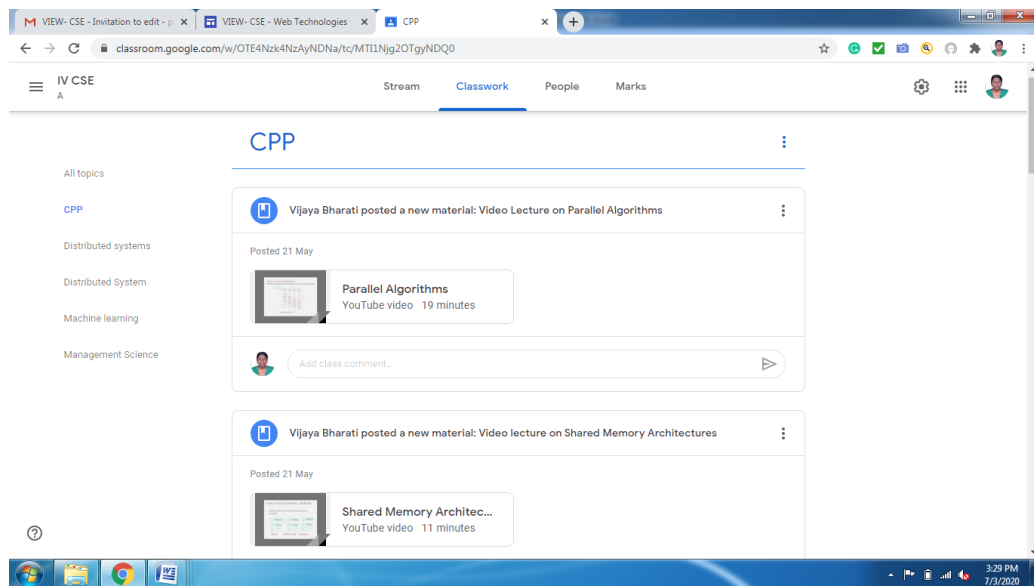 VIEW- CSE - Invitation to edit - p
VIEW- CSE - Web Technologies
CPP
classroom.google.com/w/OTE4Nzk4NzAyNDNa/tc/MTI1Njg2OTgyNDQ0
IV CSE
A
Stream
Classwork
People
Marks
CPP
All topics
CPP
Distributed systems
Distributed System
Machine learning
Management Science
Vijaya Bharati posted a new material: Video Lecture on Parallel Algorithms
Posted 21 May
Parallel Algorithms
YouTube video 19 minutes
Add class comment...
Vijaya Bharati posted a new material: Video lecture on Shared Memory Architectures
Posted 21 May
Shared Memory Architec...
YouTube video 11 minutes
3:29 PM
7/3/2020